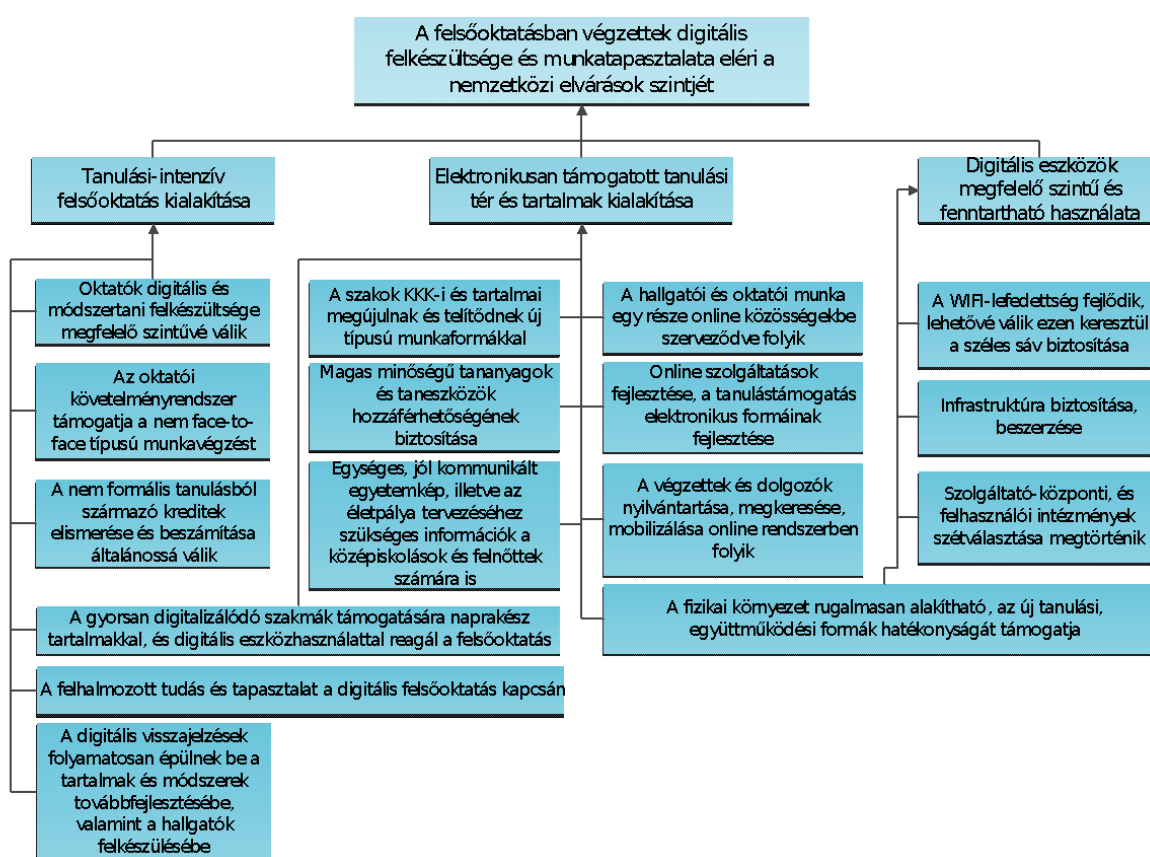 A felsőoktatásban végzettek digitális
felkészültsége és munkatapasztalata eléri a
nemzetközi elvárások szintjét
Tanulási-intenzív
felsőoktatás kialakítása
Elektronikusan támogatott tanulási
tér és tartalmak kialakítása
Digitális eszközök
megfelelő szintű és
fenntartható használata
Oktatók digitális és
módszertani felkészültsége
megfelelő szintűvé válik
Az oktatói
követelményrendszer
támogatja a nem face-to-
face típusú munkavégzést
A nem formális tanulásból
származó kreditek
elismerése és beszámítása
általánossá válik
A szakok KKK-i és tartalmai
megújulnak és telítődnek új
típusú munkaformákkal
Magas minőségű tananyagok
és taneszközök
hozzáférhetőségének
biztosítása
Egységes, jól kommunikált
egyetemkép, illetve az
életpálya tervezéséhez
szükséges információk a
középiskolások és felnőttek
számára is
A hallgatói és oktatói munka
egy része online közösségekbe
szerveződve folyik
Online szolgáltatások
fejlesztése, a tanulástámogatás
elektronikus formáinak
fejlesztése
A végzettek és dolgozók
nyilvántartása, megkeresése,
mobilizálása online rendszerben
folyik
A WIFI-lefedettség fejlődik,
lehetővé válik ezen keresztül
a széles sáv biztosítása
Infrastruktúra biztosítása,
beszerzése
Szolgáltató-központi, és
felhasználói intézmények
szétválasztása megtörténik
A gyorsan digitalizálódó szakmák támogatására naprakész
tartalmakkal, és digitális eszközhasználattal reagál a felsőoktatás
A fizikai környezet rugalmasan alakítható, az új tanulási,
együttműködési formák hatékonyságát támogatja
A felhalmozott tudás és tapasztalat a digitális felsőoktatás kapcsán
A digitális visszajelzések
folyamatosan épülnek be a
tartalmak és módszerek
továbbfejlesztésébe,
valamint a hallgatók
felkészülésébe